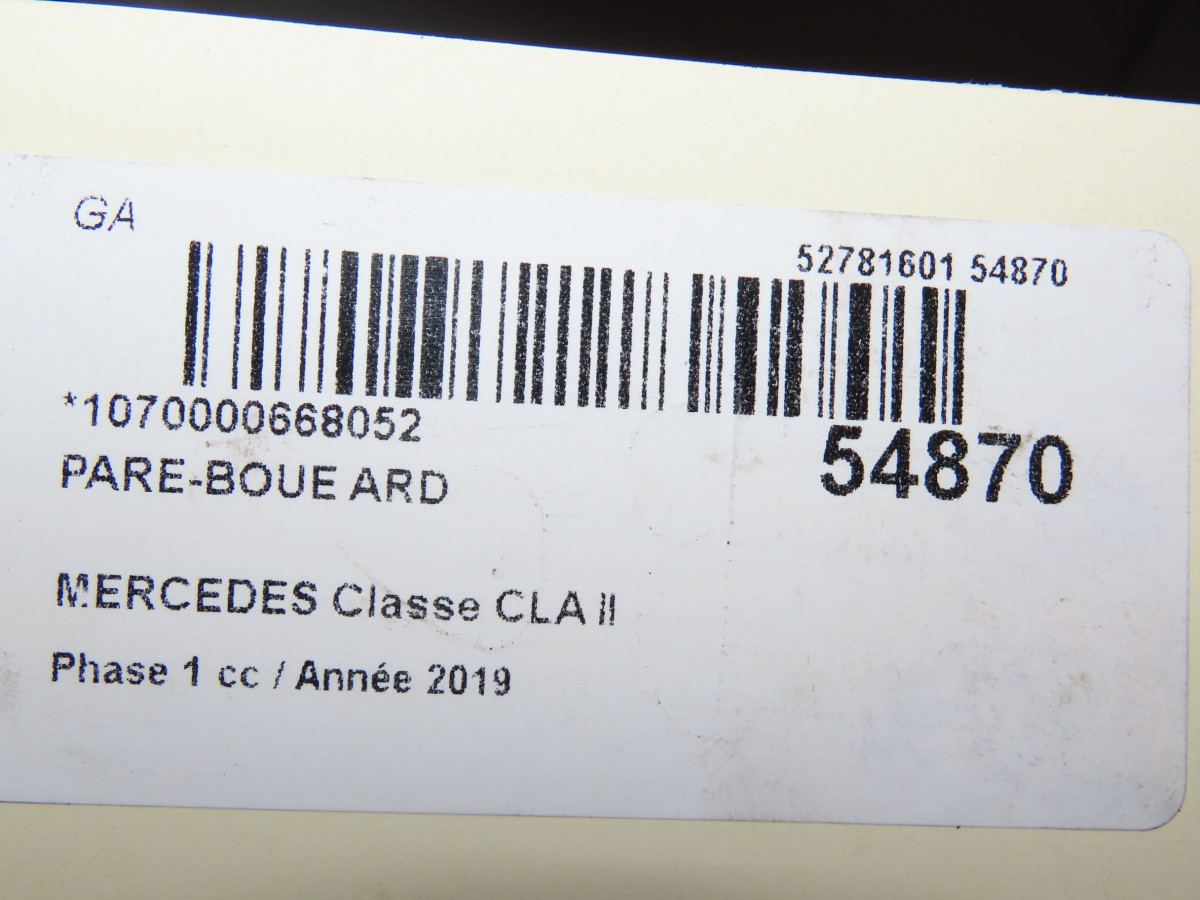 GA
52781601 54870
*1070000668052
54870
PARE-BOUE ARD
MERCEDES Classe CLA II
Phase 1 cc / Année 2019